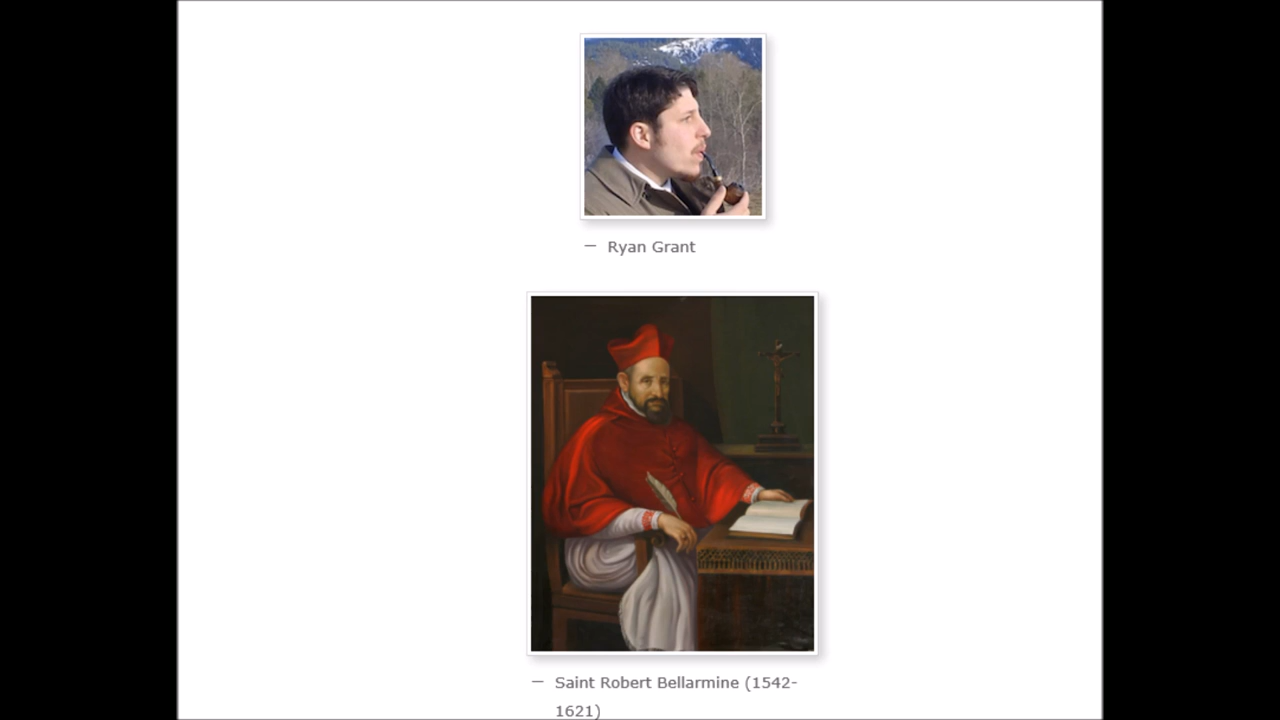 — Ryan Grant
— Saint Robert Bellarmine (1542-
1621)